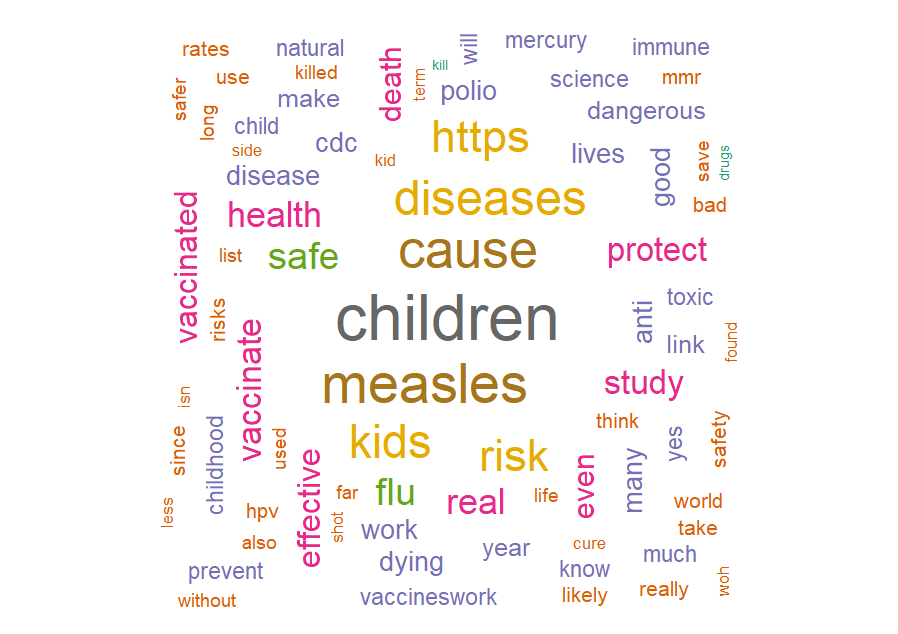 rates
natural
death
kill
will
mercury
immune
safer
use
killed
term
polio
science
mmr
long
make
dangerous
child
cdc
https
lives
good
save
drugs
side
kid
disease
diseases
bad
vaccinated
health
list
safe
cause
protect
risks
children
anti
toxic
link
found
vaccinate
measles
study
isn
since
childhood
used
kids
risk
think
yes
safety
effective
even
many
less
hpv
far
flu
real
life
world
also
shot
work
take
dying
year
cure
much
prevent
know
without
vaccineswork
likely
really
woh